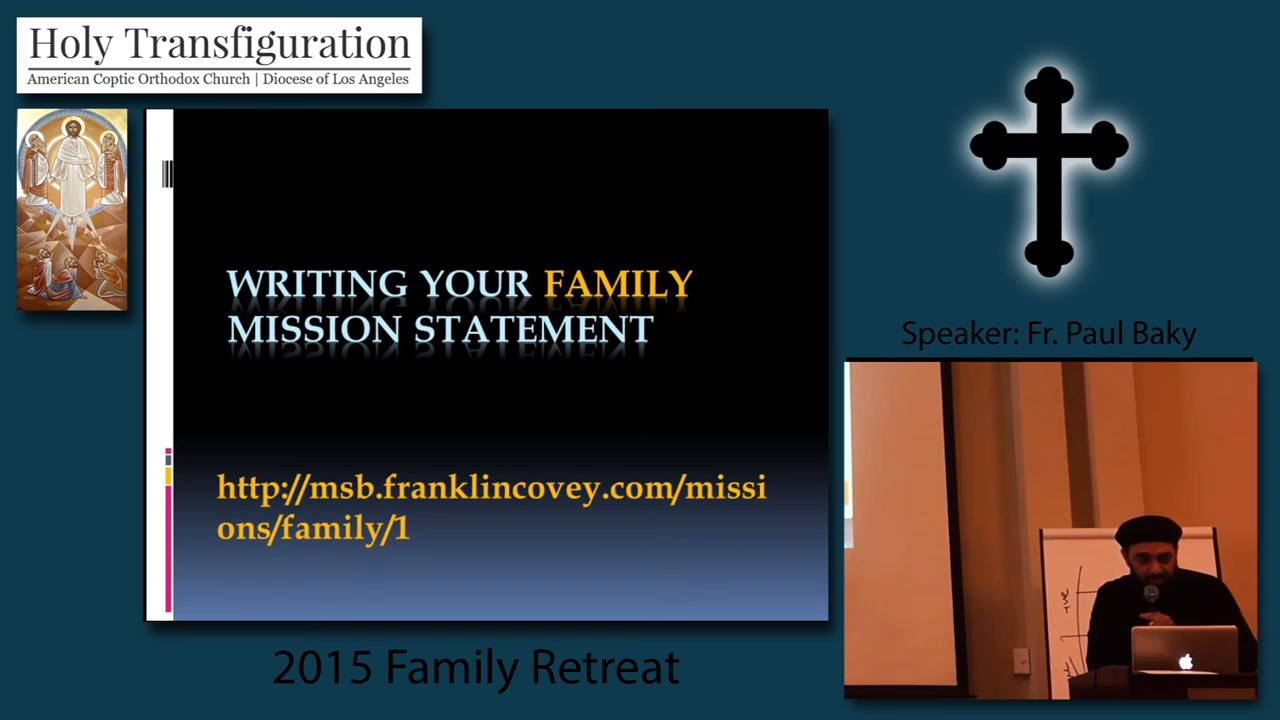 Holy Transfiguration
American Coptic Orthodox Church | Diocese of Los Angeles
WRITING YOUR FAMILY
MISSION STATEMENT
http://msb.franklincovey.com/missi
ons/family/1
Speaker: Fr. Paul Baky
2015 Family Retreat